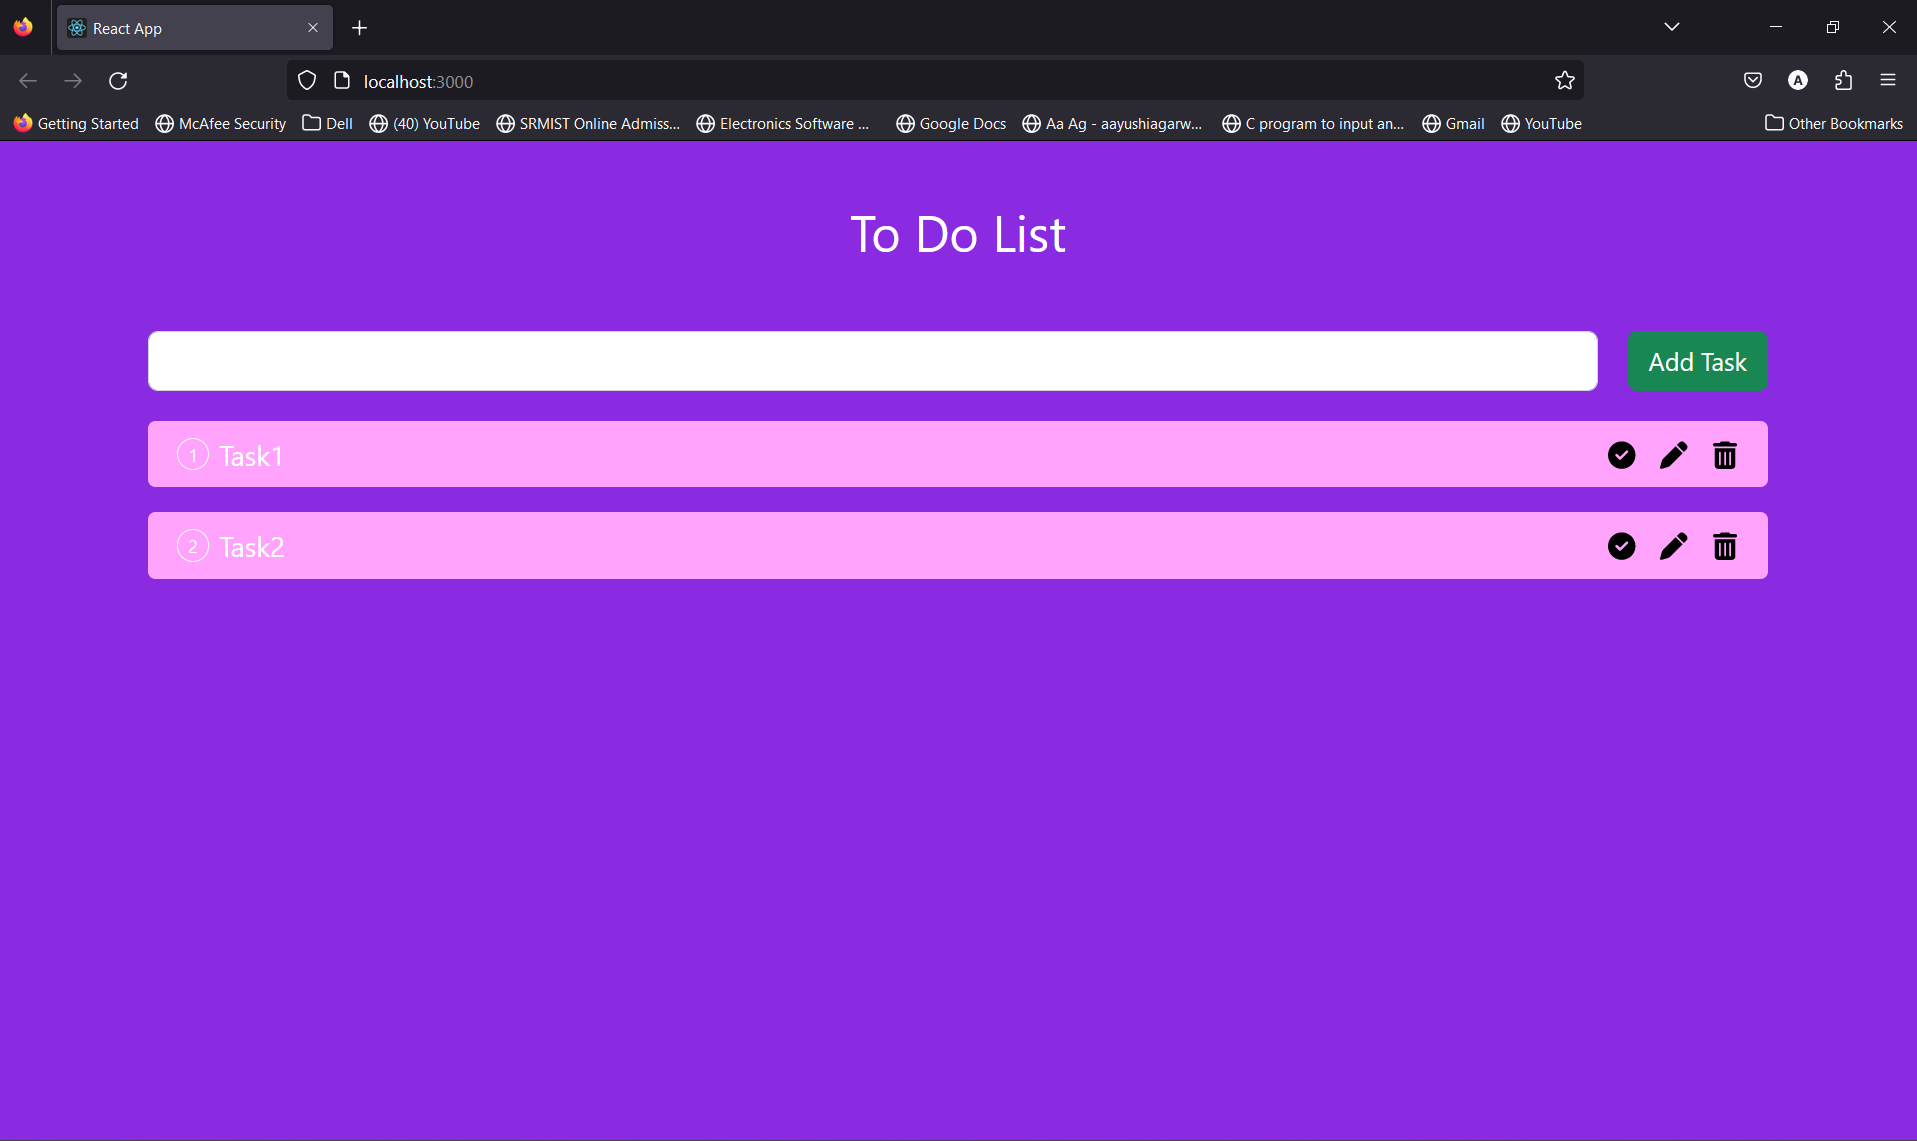 React App
localhost:3000
A
Getting Started McAfee Security Dell (40) YouTube SRMIST Online Admiss... Electronics Software ... Google Docs Aa Ag - aayushiagarw... C program to input an... Gmail YouTube Other Bookmarks
To Do List
Add Task
1 Task1
2 Task2